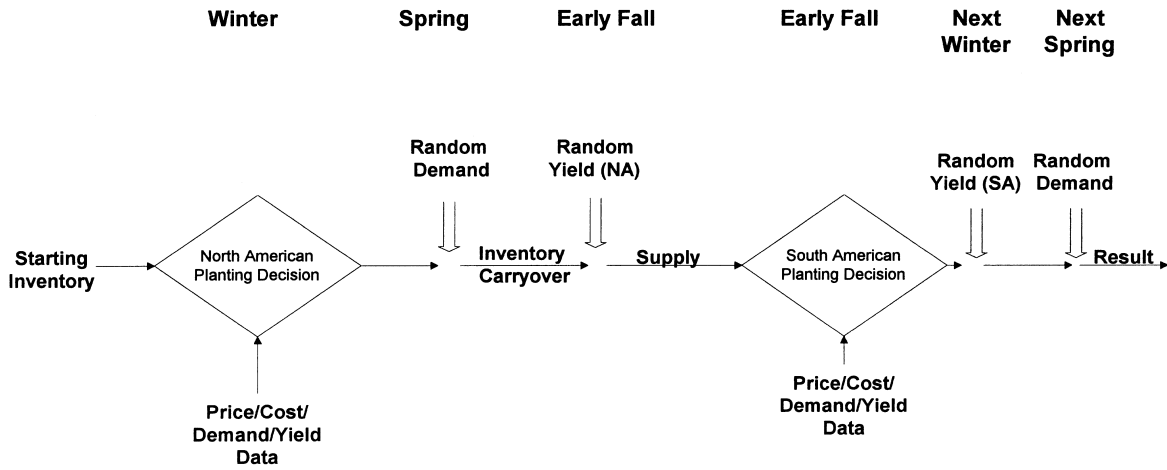 Winter
Spring
Early Fall
Early Fall
Next
Winter
Next
Spring
Random
Demand
Random
Yield (NA)
Random
Yield (SA)
Random
Demand
Starting
Inventory
North American
Planting Decision
Inventory
Carryover
Supply
South American
Planting Decision
Result
Price/Cost/
Demand/Yield
Data
Price/Cost/
Demand/Yield
Data